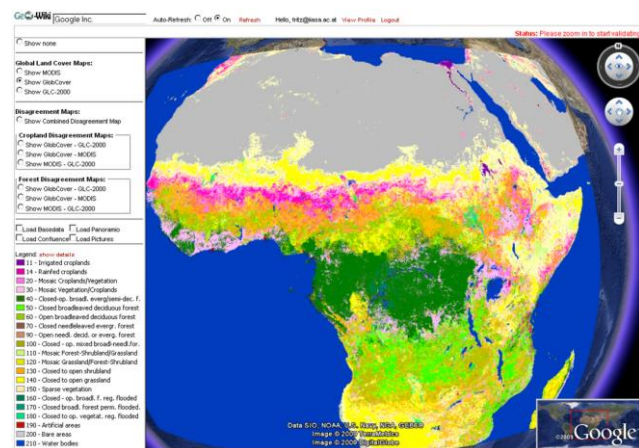 Geo-Wiki Google Inc. Auto-Refresh: Off On Refresh Hello, fritz@iiasa.ac.at View Profile Logout
Status: Please zoom in to start validating
Show none
Global Land Cover Maps:
Show MODIS
Show GlobCover
Show GLC-2000
Disagreement Maps:
Show Combined Disagreement Map
Cropland Disagreement Maps:
Show GlobCover - GLC-2000
Show GlobCover - MODIS
Show MODIS - GLC-2000
Forest Disagreement Maps:
Show GlobCover - GLC-2000
Show GlobCover - MODIS
Show MODIS - GLC-2000
Load Basedata Load Panoramio
Load Confluence Load Pictures
Legend: show details
11 - Irrigated croplands
14 - Rainfed croplands
20 - Mosaic Croplands/Vegetation
30 - Mosaic Vegetation/Croplands
40 - Closed-op. broadl. everg/semi-dec. f.
50 - Closed broadleaved deciduous forest
60 - Open broadleaved deciduous forest
70 - Closed needleleaved evergr. forest
90 - Open needl. decid. or everg. forest
100 - Closed - op. mixed broadl-needl.for.
110 - Mosaic Forest-Shrubland/Grassland
120 - Mosaic Grassland/Forest-Shrubland
130 - Closed to open shrubland
140 - Closed to open grassland
150 - Sparse vegetation
160 - Closed - op. broadl. f. reg. flooded
170 - Closed broadl. forest perm. flooded.
180 - Closed to op. vegetat. reg. flooded
190 - Artificial areas
200 - Bare areas
210 - Water bodies
N
Data SIO, NOAA, U.S. Navy, NGA, GEBCO
Image © 2009 TerraMetrics
Image © 2009 DigitalGlobe
©2009 Google